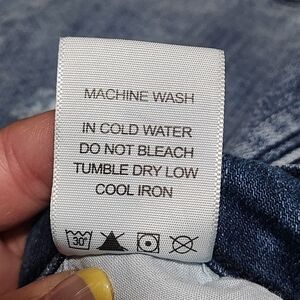 MACHINE WASH
IN COLD WATER
DO NOT BLEACH
TUMBLE DRY LOW
COOL IRON
30°